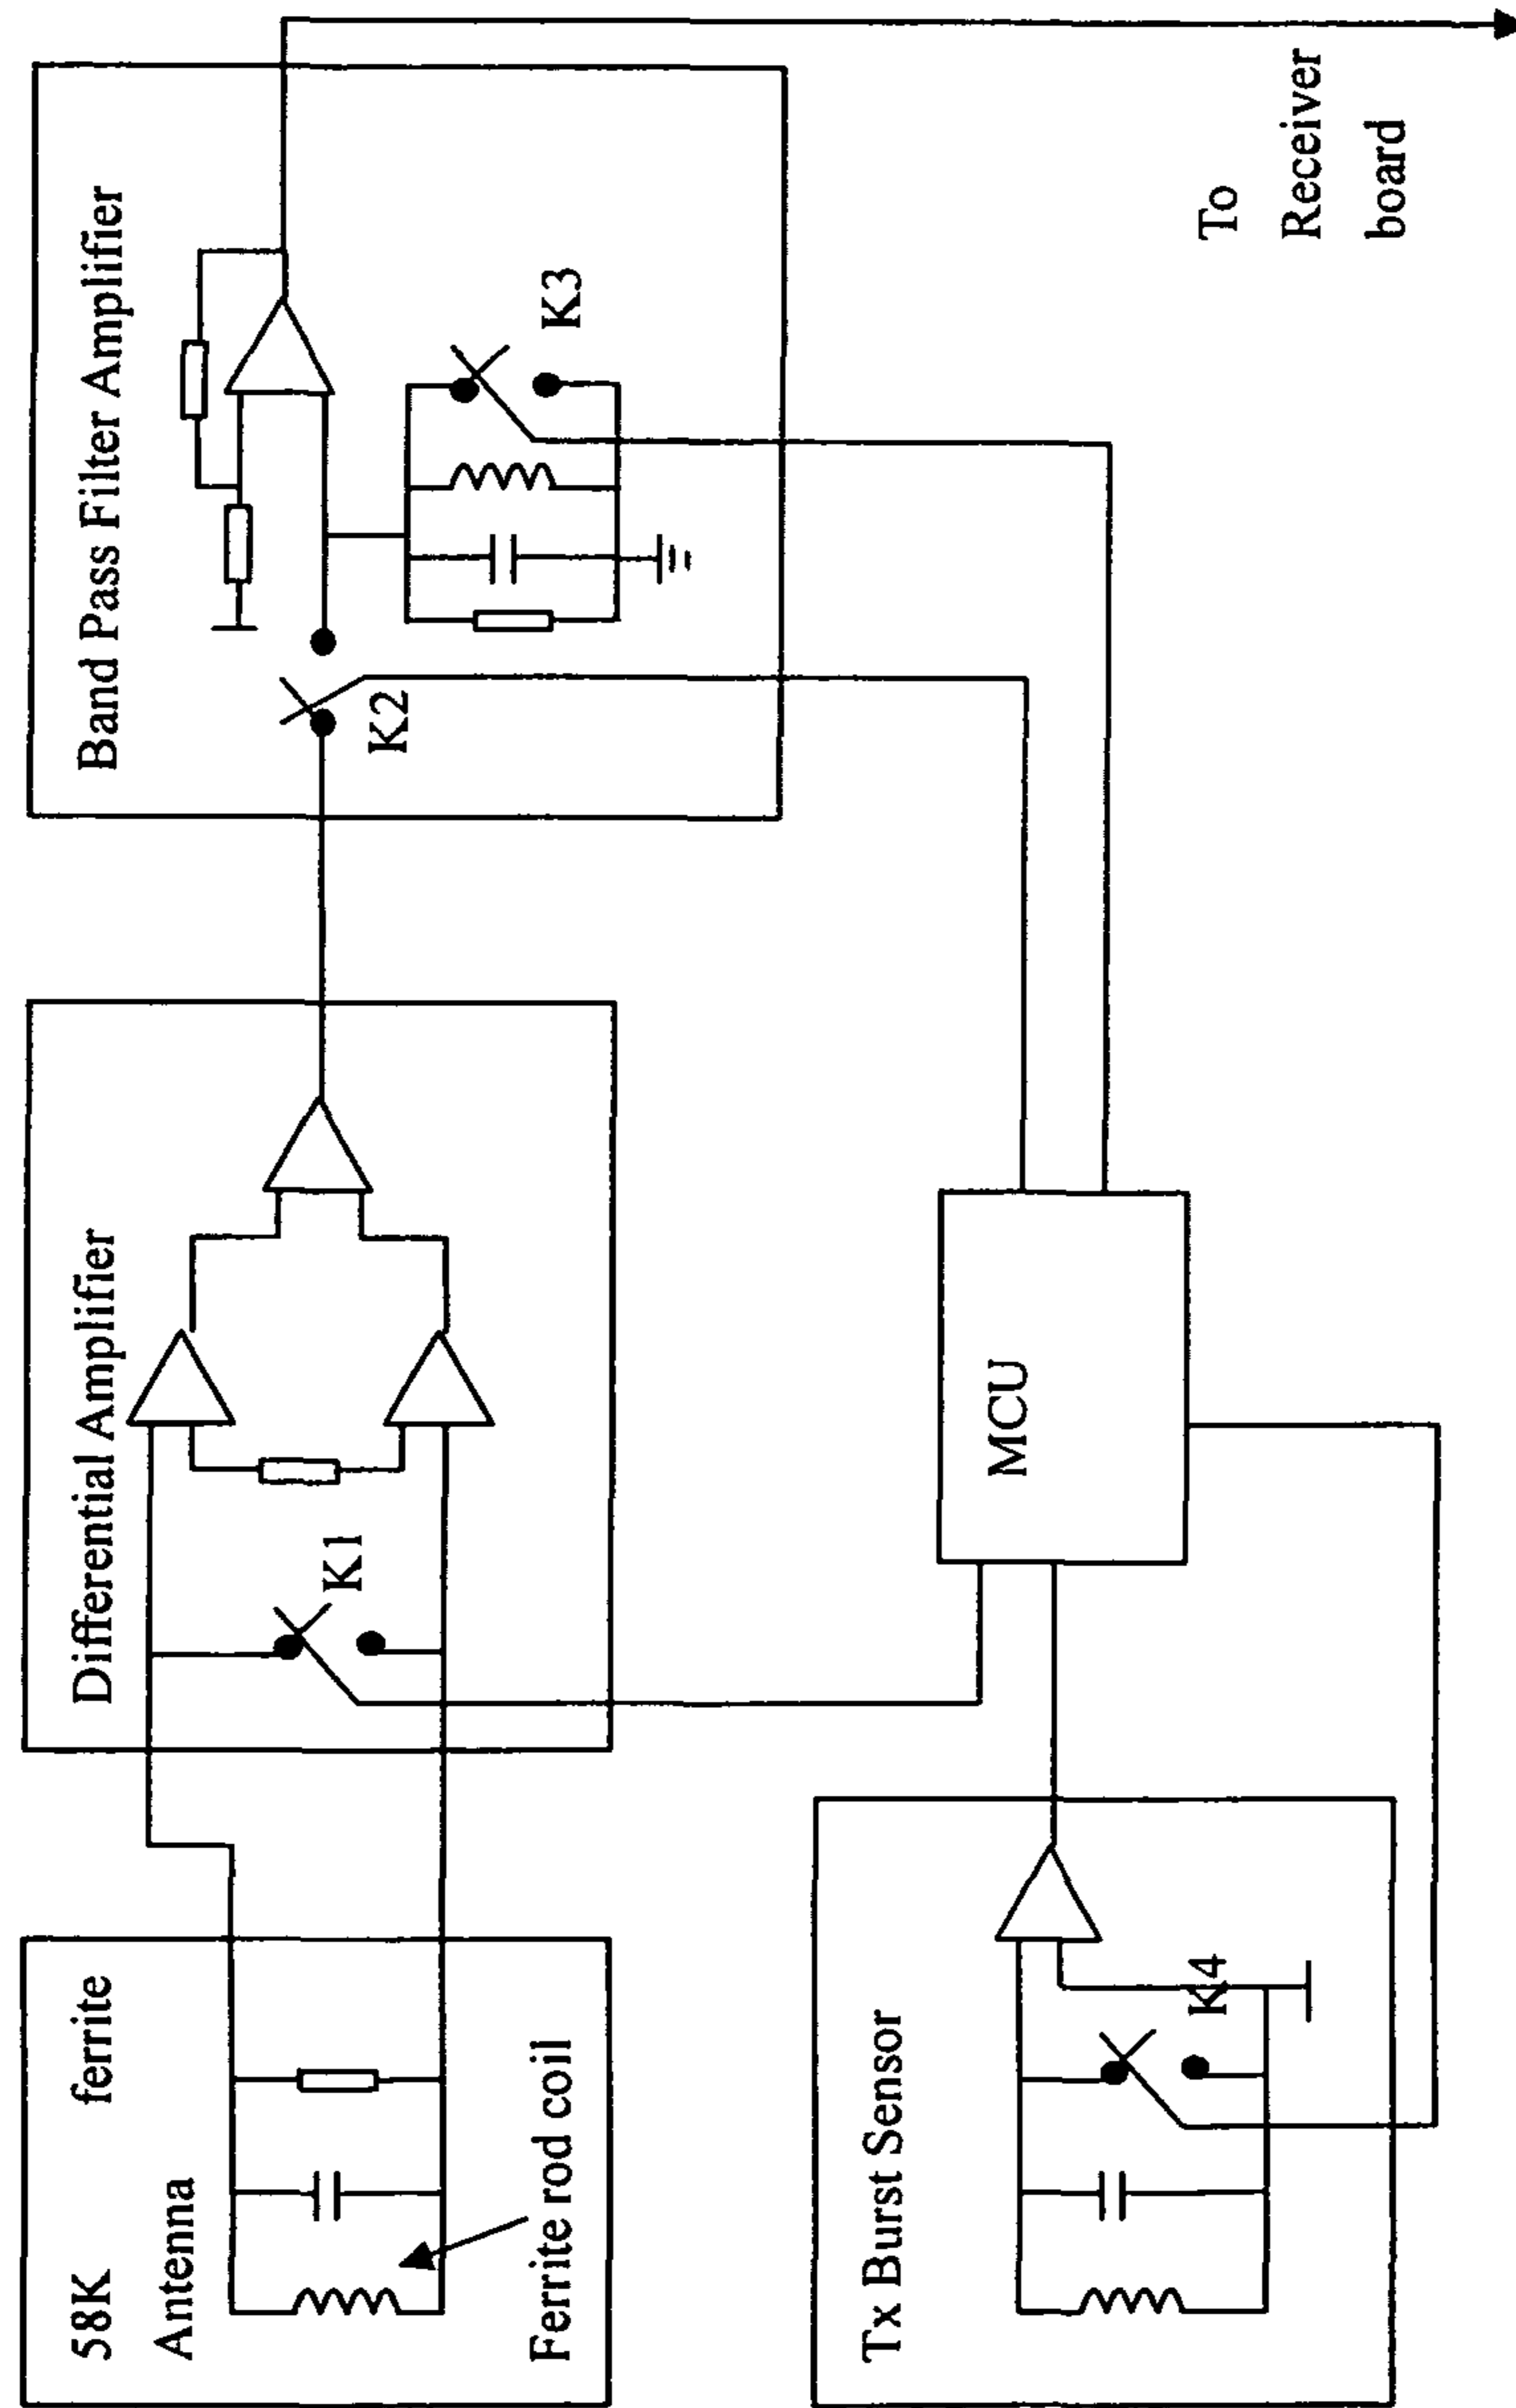 58K ferrite
Antenna
Ferrite rod coil
Differential Amplifier
K1
Band Pass Filter Amplifier
K2
K3
Tx Burst Sensor
K4
MCU
To
Receiver
board